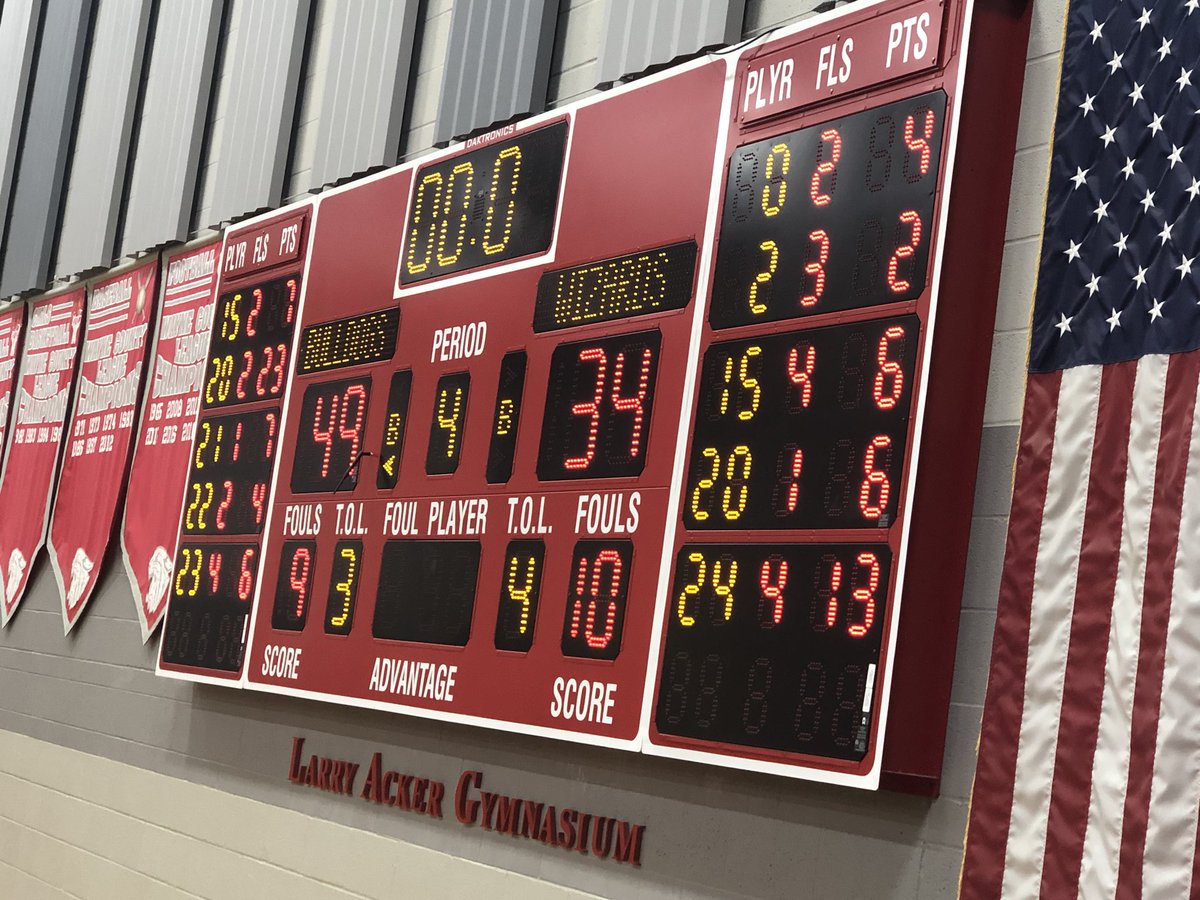 PLYR FLS PTS
15 2 7
20 2 23
21 1 7
22 2 4
23 4 6
DAKTRONICS
00.0
BULLDOGS
WIZARDS
PERIOD
49
B
4
B
34
FOULS T.O.L. FOUL PLAYER T.O.L. FOULS
9 3 4 10
SCORE ADVANTAGE SCORE
PLYR FLS PTS
0 2 4
2 3 2
15 4 6
20 1 6
24 4 13
LARRY ACKER GYMNASIUM
BASEBALL
CHAMPIONS